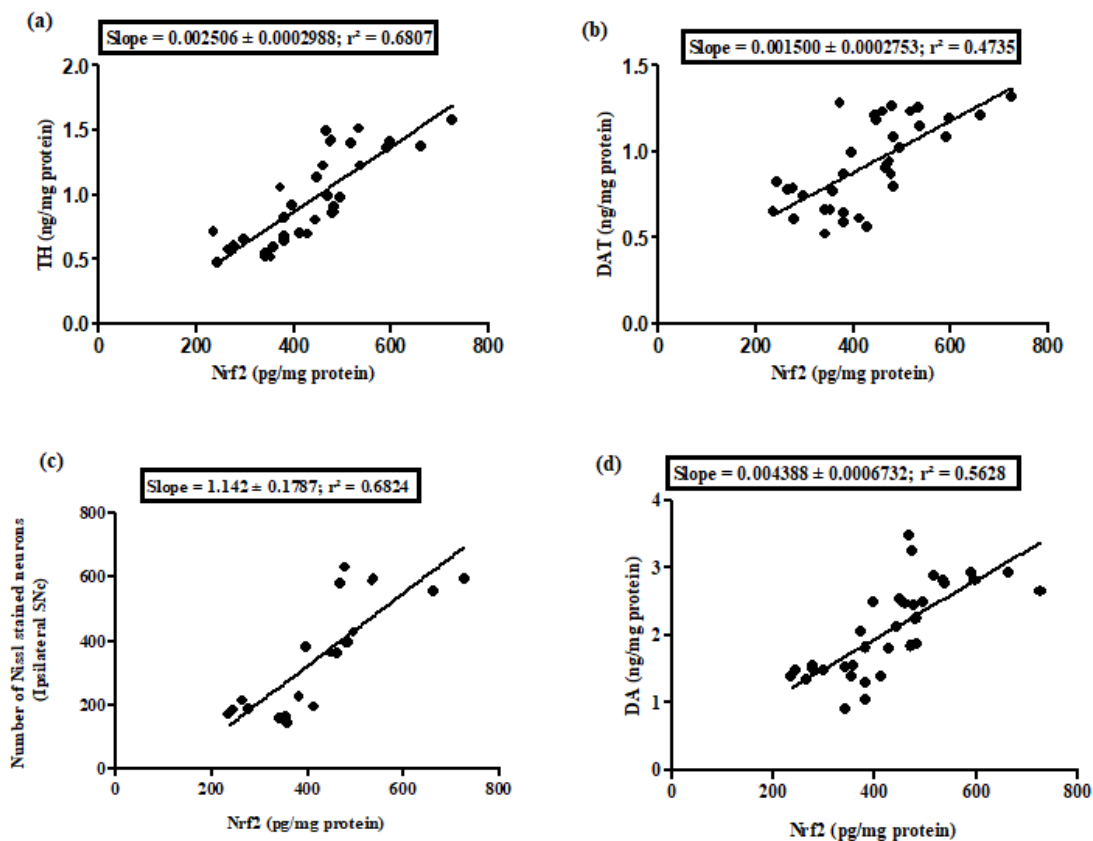 (a)
Slope = 0.002506 ± 0.0002988; r² = 0.6807
2.0
1.5
1.0
0.5
0.0
TH (ng/mg protein)
0 200 400 600 800
Nrf2 (pg/mg protein)
(b)
Slope = 0.001500 ± 0.0002753; r² = 0.4735
1.5
1.0
0.5
0.0
DAT (ng/mg protein)
0 200 400 600 800
Nrf2 (pg/mg protein)
(c)
Slope = 1.142 ± 0.1787; r² = 0.6824
800
600
400
200
0
Number of Nissl stained neurons
(Ipsilateral SNc)
0 200 400 600 800
Nrf2 (pg/mg protein)
(d)
Slope = 0.004388 ± 0.0006732; r² = 0.5628
4
3
2
1
0
DA (ng/mg protein)
0 200 400 600 800
Nrf2 (pg/mg protein)